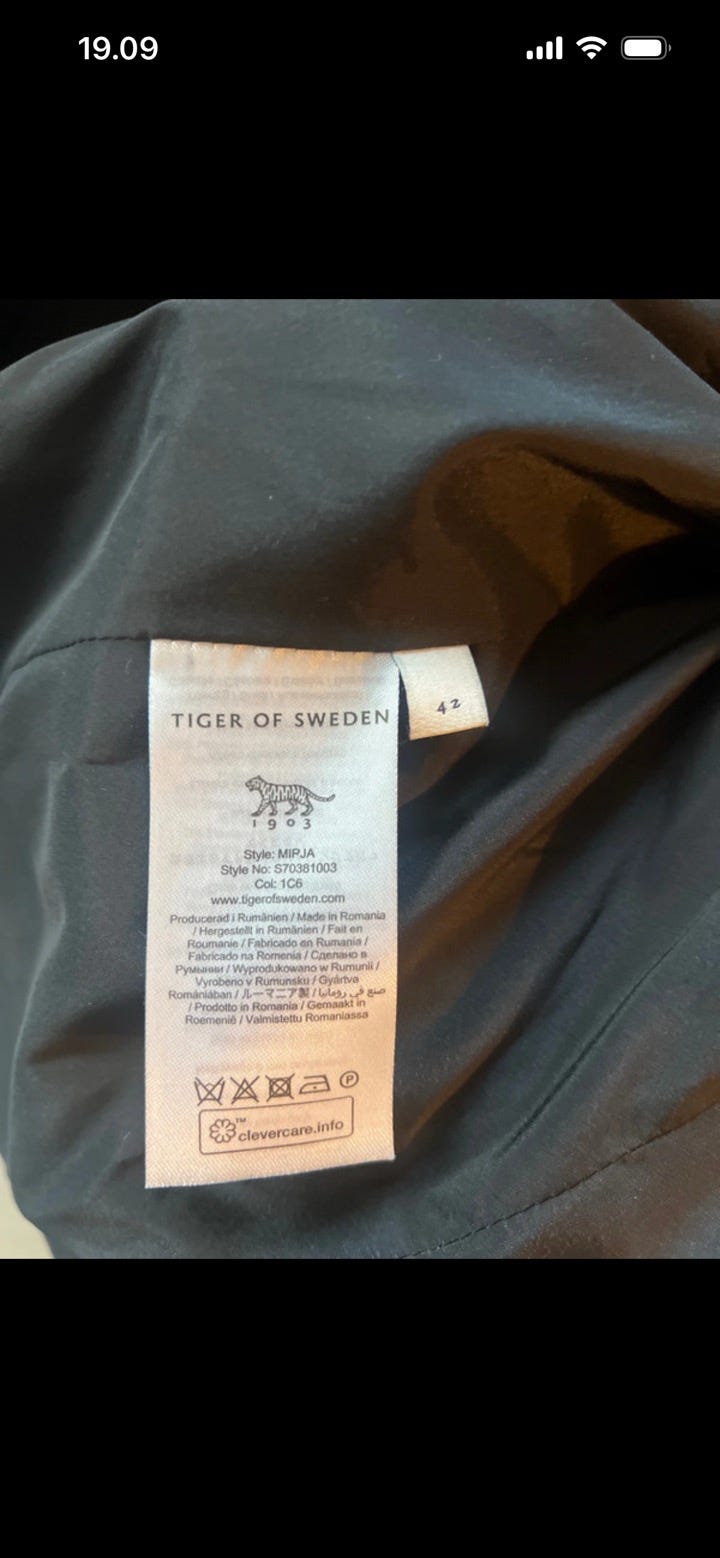 19.09
42
TIGER OF SWEDEN
1903
Style: MIPJA
Style No: S70381003
Col: 1C6
www.tigerofsweden.com
Producerad i Rumänien / Made in Romania
/ Hergestellt in Rumänien / Fait en
Roumanie / Fabricado en Rumania /
Fabricado na Romenia / Сделано в
Румынии / Wyprodukowano w Rumunii /
Vyrobeno v Rumunsku / Gyártva
Romániában / ルーマニア製 / صنع في رومانيا
/ Prodotto in Romania / Gemaakt in
Roemenië / Valmistettu Romaniassa
P
™
clevercare.info